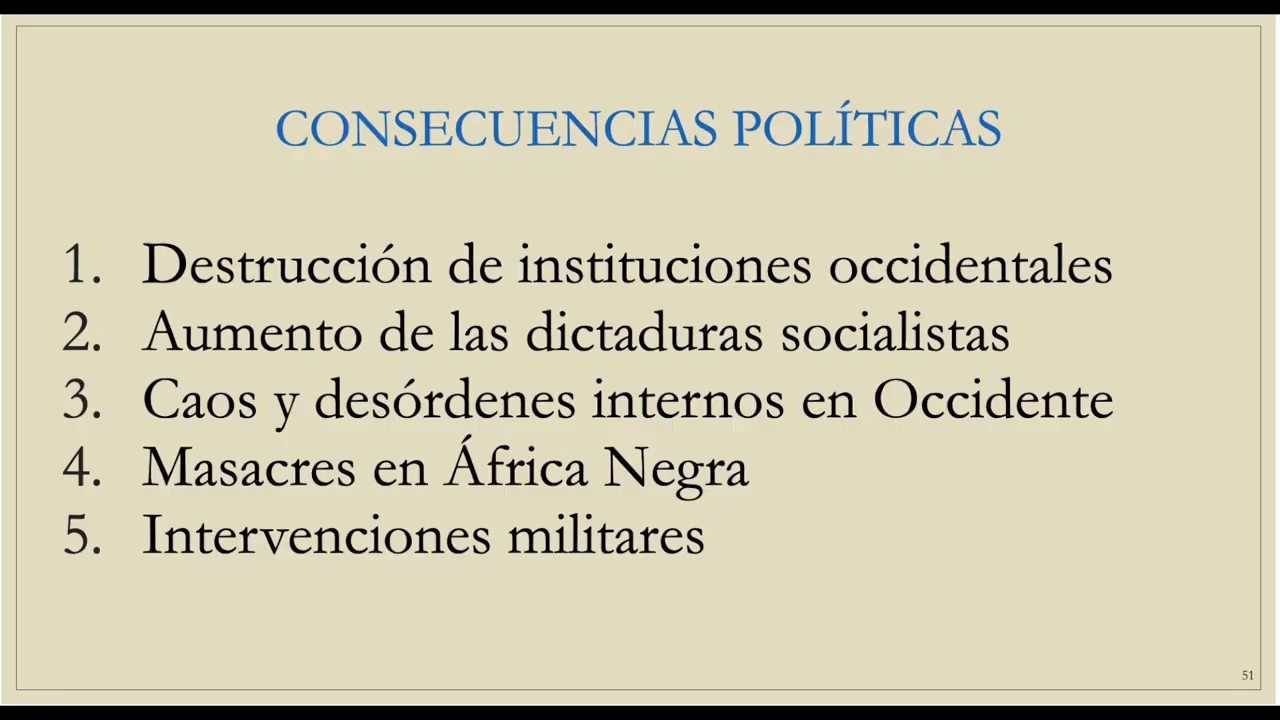 CONSECUENCIAS POLÍTICAS
1. Destrucción de instituciones occidentales
2. Aumento de las dictaduras socialistas
3. Caos y desórdenes internos en Occidente
4. Masacres en África Negra
5. Intervenciones militares
51